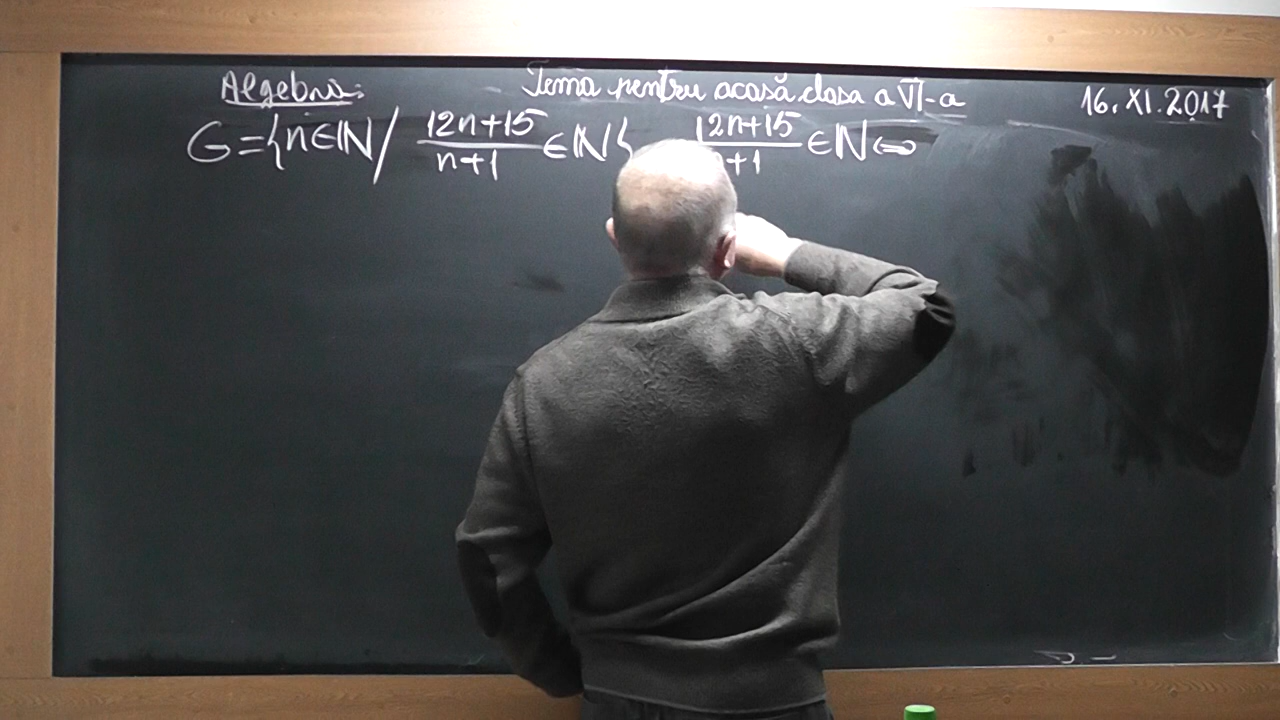 Algebra: Tema pentru acasă clasa a VI-a 16.XI.2017
G={n∈ℕ/ (12n+15)/(n+1) ∈ℕ} (12n+15)/(n+1) ∈ℕ ⇔